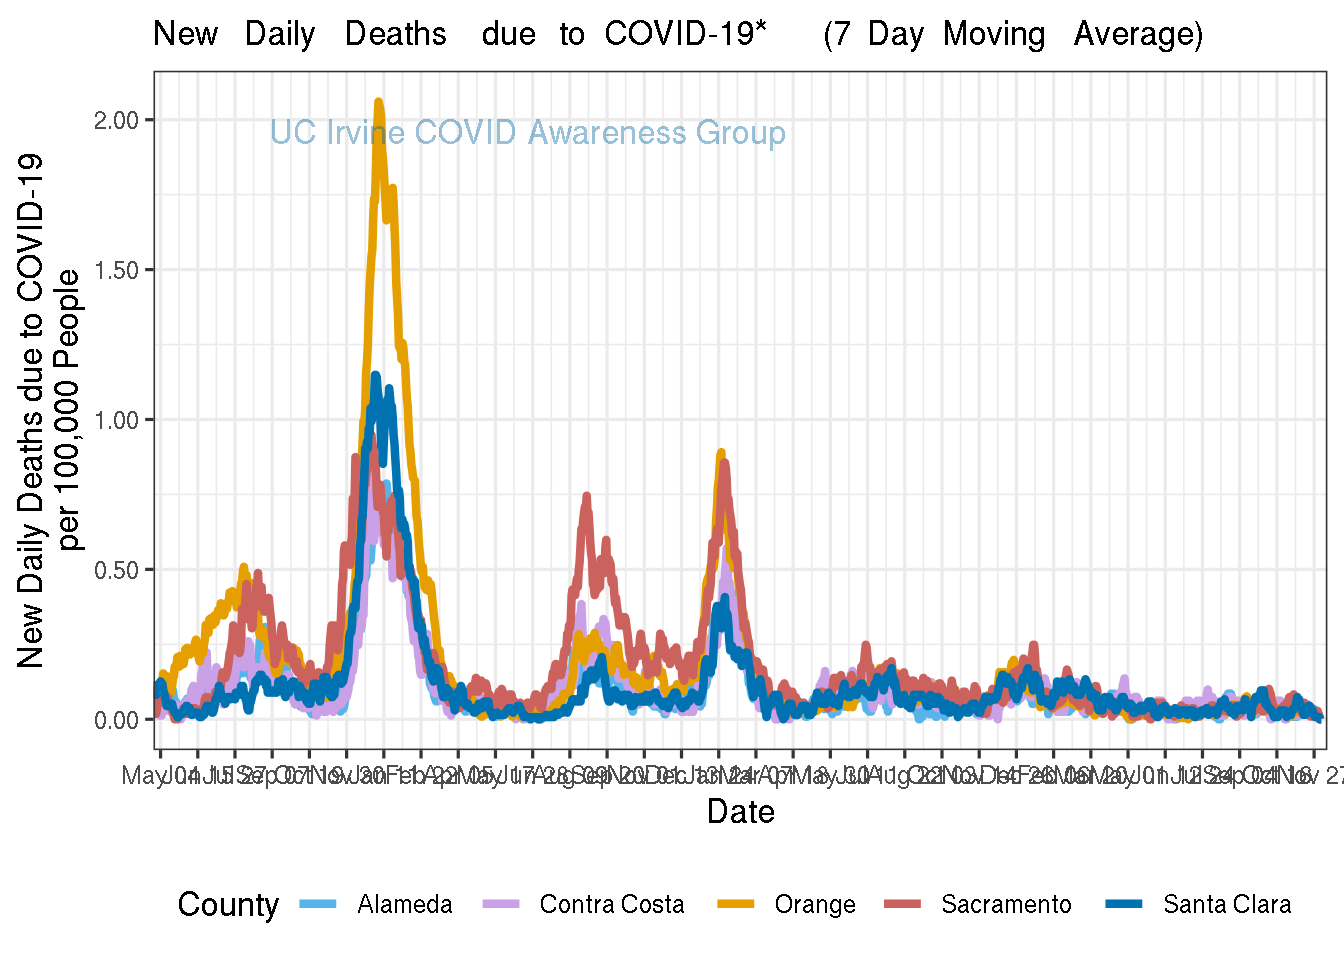 New Daily Deaths due to COVID-19* (7 Day Moving Average)
UC Irvine COVID Awareness Group
New Daily Deaths due to COVID-19
per 100,000 People
2.00
1.50
1.00
0.50
0.00
Date
County Alameda Contra Costa Orange Sacramento Santa Clara